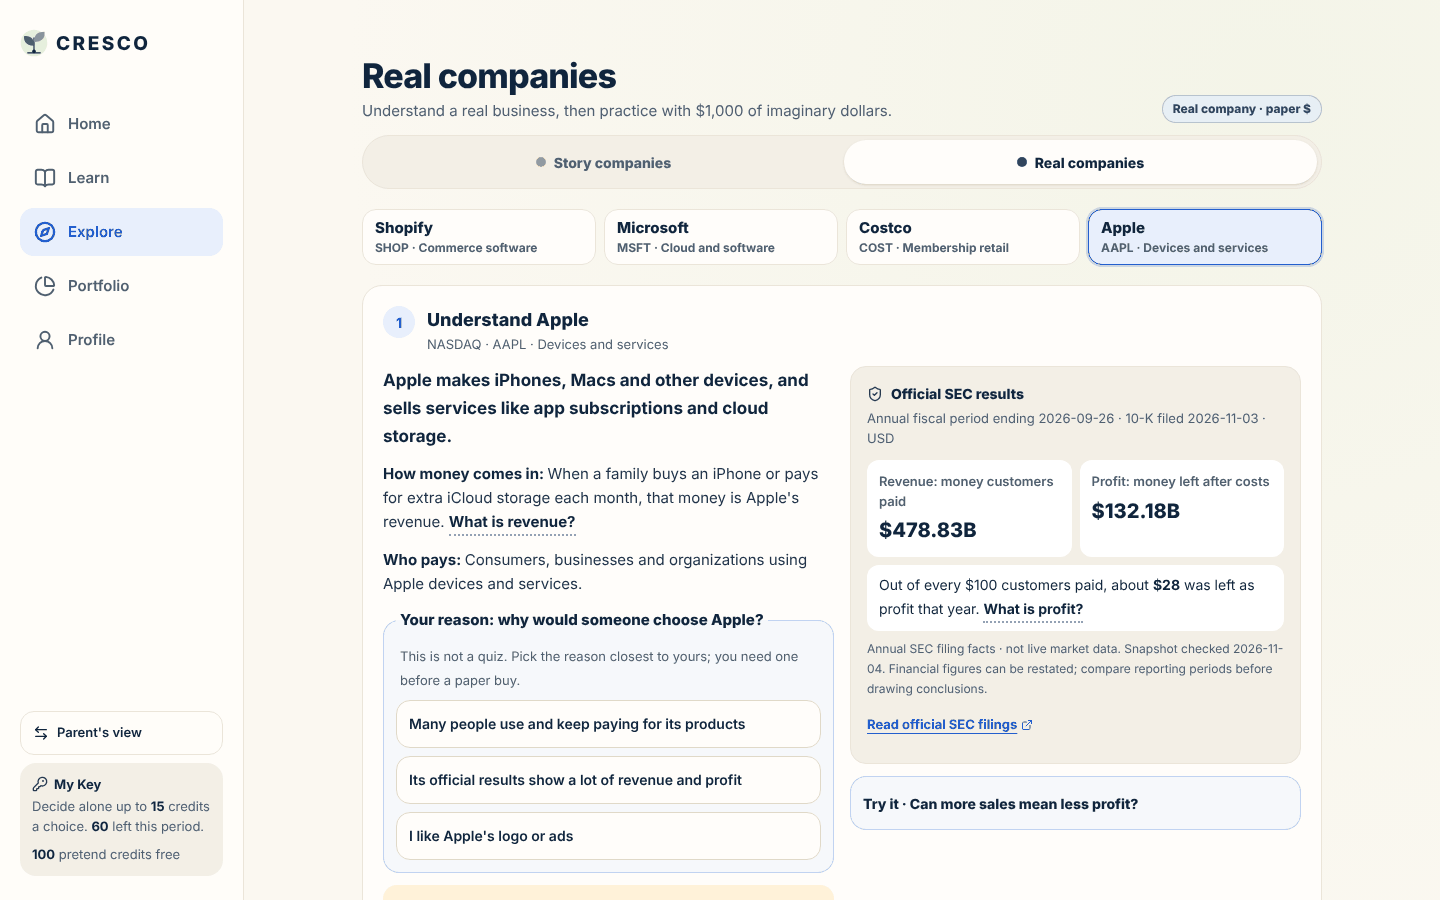 CRESCO
Home
Learn
Explore
Portfolio
Profile
Parent's view
My Key
Decide alone up to 15 credits
a choice. 60 left this period.
100 pretend credits free
Real companies
Understand a real business, then practice with $1,000 of imaginary dollars.
Real company · paper $
Story companies
Real companies
Shopify
SHOP · Commerce software
Microsoft
MSFT · Cloud and software
Costco
COST · Membership retail
Apple
AAPL · Devices and services
1
Understand Apple
NASDAQ · AAPL · Devices and services
Apple makes iPhones, Macs and other devices, and
sells services like app subscriptions and cloud
storage.
How money comes in: When a family buys an iPhone or pays
for extra iCloud storage each month, that money is Apple's
revenue. What is revenue?
Who pays: Consumers, businesses and organizations using
Apple devices and services.
Your reason: why would someone choose Apple?
This is not a quiz. Pick the reason closest to yours; you need one
before a paper buy.
Many people use and keep paying for its products
Its official results show a lot of revenue and profit
I like Apple's logo or ads
Official SEC results
Annual fiscal period ending 2026-09-26 · 10-K filed 2026-11-03 ·
USD
Revenue: money customers
paid
$478.83B
Profit: money left after costs
$132.18B
Out of every $100 customers paid, about $28 was left as
profit that year. What is profit?
Annual SEC filing facts · not live market data. Snapshot checked 2026-11-
04. Financial figures can be restated; compare reporting periods before
drawing conclusions.
Read official SEC filings
Try it · Can more sales mean less profit?